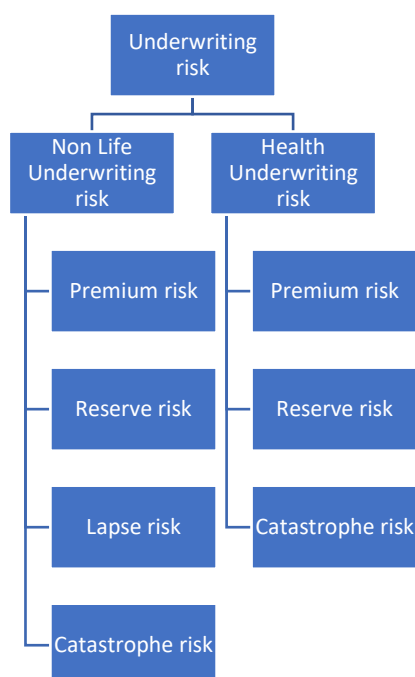 Underwriting
risk
Non Life
Underwriting
risk
Health
Underwriting
risk
Premium risk
Premium risk
Reserve risk
Reserve risk
Lapse risk
Catastrophe risk
Catastrophe risk